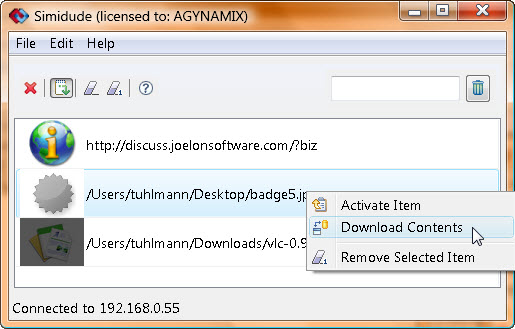 Simidude (licensed to: AGYNAMIX)
File Edit Help
http://discuss.joelonsoftware.com/?biz
/Users/tuhlmann/Desktop/badge5.jp
Activate Item
Download Contents
/Users/tuhlmann/Downloads/vlc-0.9
Remove Selected Item
Connected to 192.168.0.55